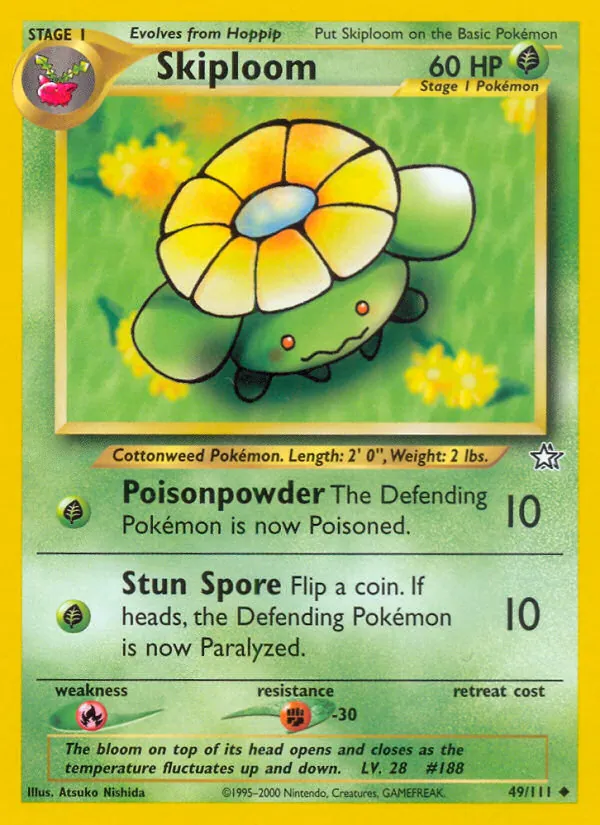 STAGE 1 Evolves from Hoppip Put Skiploom on the Basic Pokémon
Skiploom 60 HP
Stage 1 Pokémon
Cottonweed Pokémon. Length: 2' 0", Weight: 2 lbs.
Poisonpowder The Defending
Pokémon is now Poisoned. 10
Stun Spore Flip a coin. If
heads, the Defending Pokémon
is now Paralyzed. 10
weakness resistance retreat cost
-30
The bloom on top of its head opens and closes as the
temperature fluctuates up and down. LV. 28 #188
Illus. Atsuko Nishida ©1995-2000 Nintendo, Creatures, GAMEFREAK. 49/111